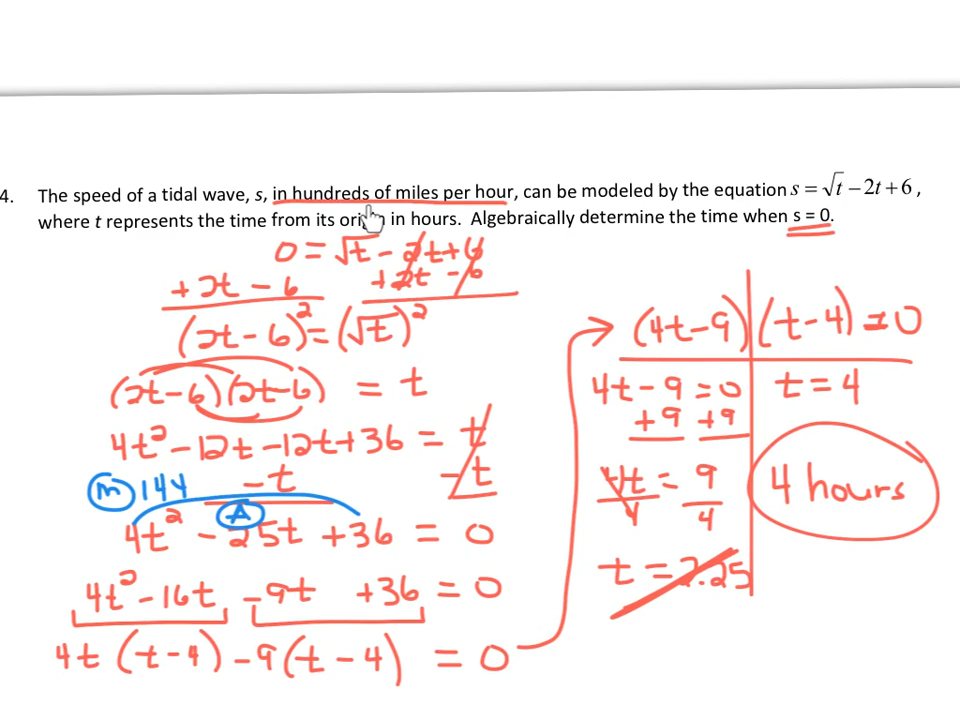 4. The speed of a tidal wave, s, in hundreds of miles per hour, can be modeled by the equation s = √t – 2t + 6 ,
where t represents the time from its in hours. Algebraically determine the time when s = 0.
0 = √t - 2t + 6
+2t - 6 +2t - 6
(2t - 6)² = (√t)²
(2t-6)(2t-6) = t
4t² - 12t - 12t + 36 = t
-t -t
(m) 144
(A)
4t² - 25t + 36 = 0
4t² - 16t - 9t + 36 = 0
4t (t-4) - 9 (t-4) = 0
(4t-9) (t-4) = 0
4t - 9 = 0 t = 4
+9 +9
4t = 9
4 4
t = 2.25
4 hours